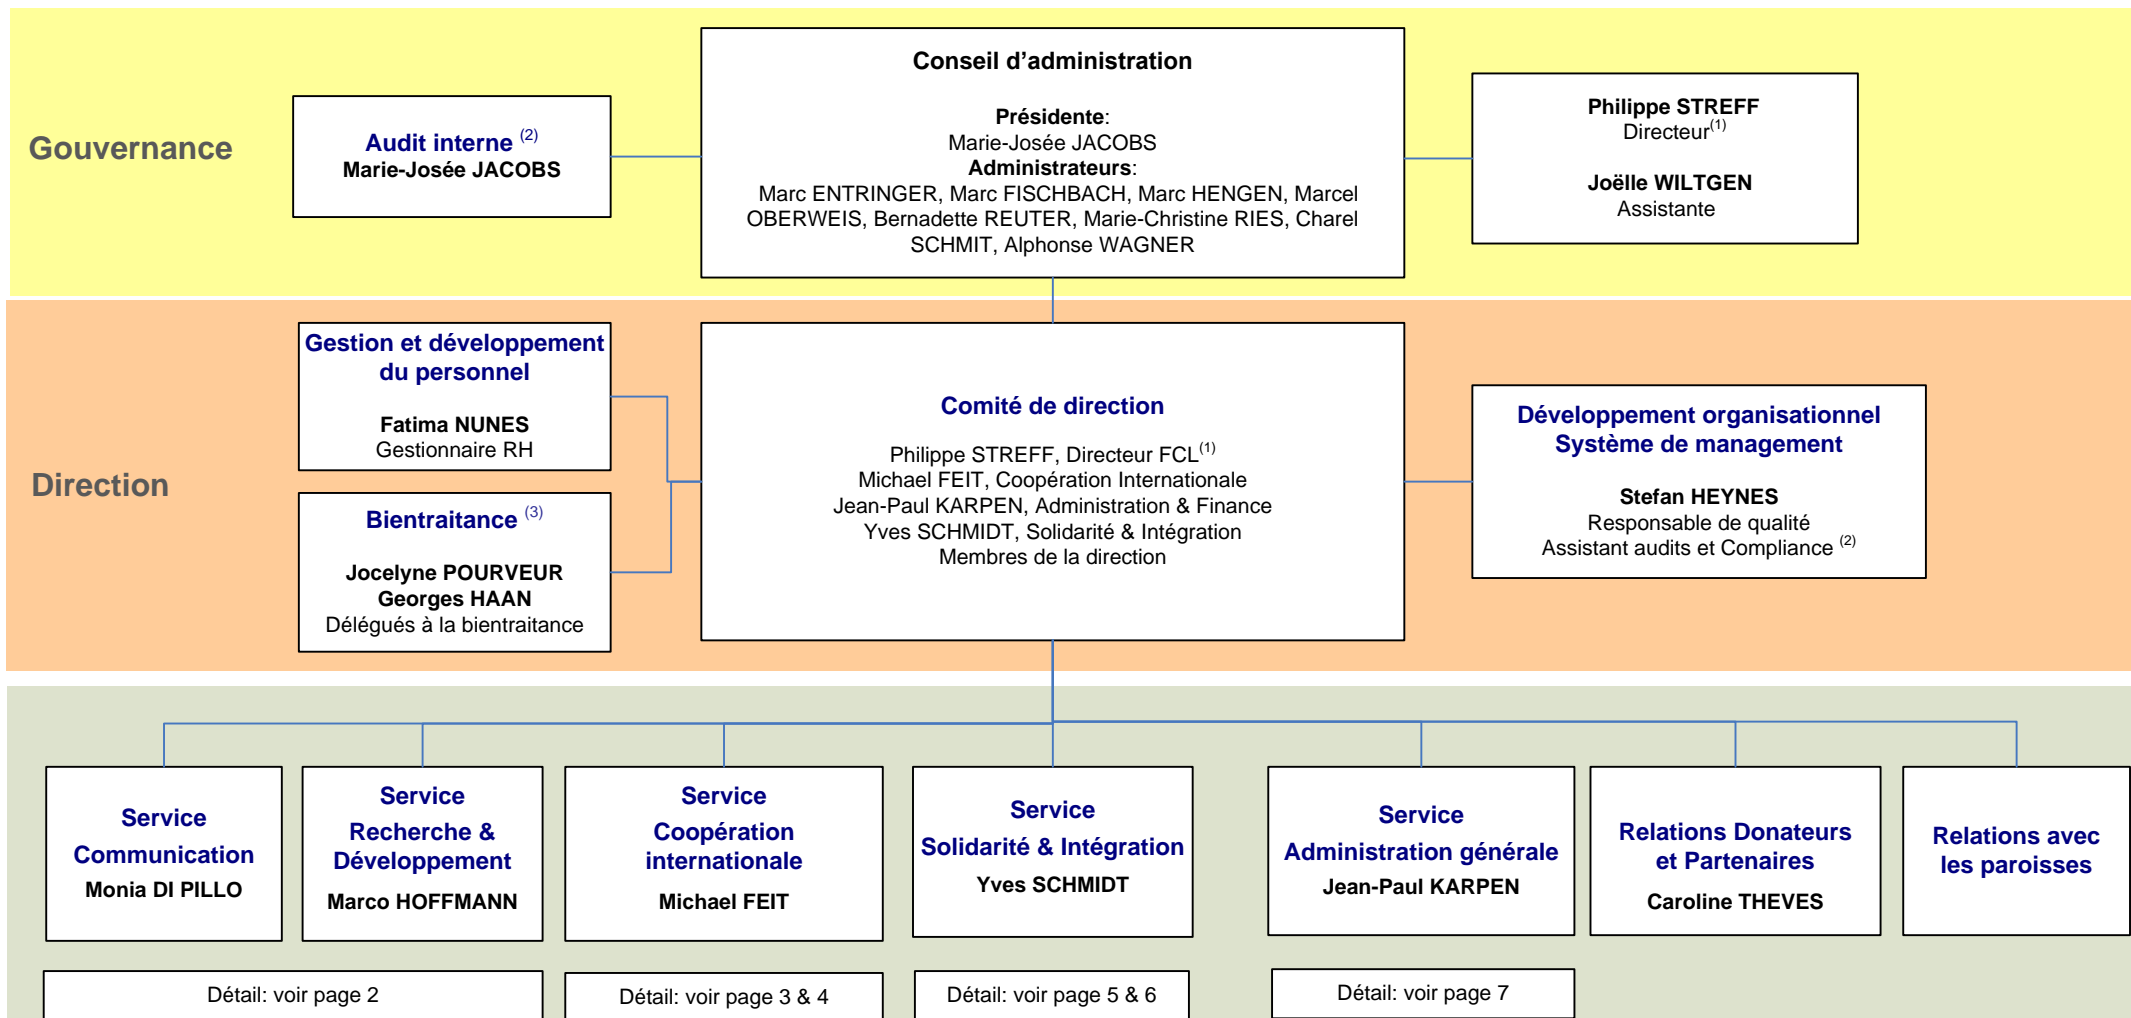 Gouvernance
Audit interne (2)
Marie-Josée JACOBS
Conseil d’administration
Présidente:
Marie-Josée JACOBS
Administrateurs:
Marc ENTRINGER, Marc FISCHBACH, Marc HENGEN, Marcel
OBERWEIS, Bernadette REUTER, Marie-Christine RIES, Charel
SCHMIT, Alphonse WAGNER
Philippe STREFF
Directeur(1)
Joëlle WILTGEN
Assistante
Direction
Gestion et développement
du personnel
Fatima NUNES
Gestionnaire RH
Bientraitance (3)
Jocelyne POURVEUR
Georges HAAN
Délégués à la bientraitance
Comité de direction
Philippe STREFF, Directeur FCL(1)
Michael FEIT, Coopération Internationale
Jean-Paul KARPEN, Administration & Finance
Yves SCHMIDT, Solidarité & Intégration
Membres de la direction
Développement organisationnel
Système de management
Stefan HEYNES
Responsable de qualité
Assistant audits et Compliance (2)
Service
Communication
Monia DI PILLO
Service
Recherche &
Développement
Marco HOFFMANN
Service
Coopération
internationale
Michael FEIT
Service
Solidarité & Intégration
Yves SCHMIDT
Service
Administration générale
Jean-Paul KARPEN
Relations Donateurs
et Partenaires
Caroline THEVES
Relations avec
les paroisses
Détail: voir page 2
Détail: voir page 3 & 4
Détail: voir page 5 & 6
Détail: voir page 7